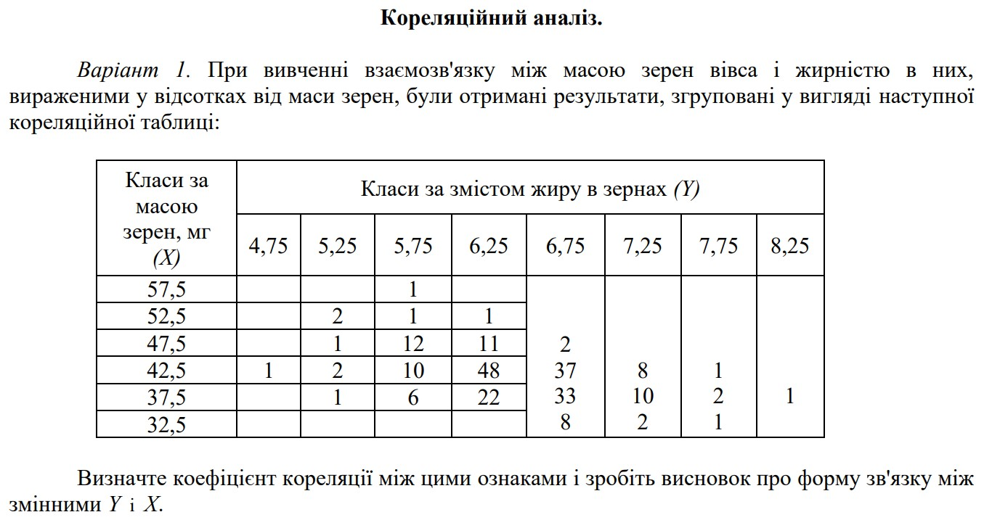 Кореляційний аналіз.
Варіант 1. При вивченні взаємозв'язку між масою зерен вівса і жирністю в них,
вираженими у відсотках від маси зерен, були отримані результати, згруповані у вигляді наступної
кореляційної таблиці:
Класи за
масою
зерен, мг
(X)
Класи за змістом жиру в зернах (Y)
4,75 5,25 5,75 6,25 6,75 7,25 7,75 8,25
57,5 1
52,5 2 1 1
47,5 1 12 11 2
42,5 1 2 10 48 37 8 1
37,5 1 6 22 33 10 2 1
32,5 8 2 1
Визначте коефіцієнт кореляції між цими ознаками і зробіть висновок про форму зв'язку між
змінними Y і X.